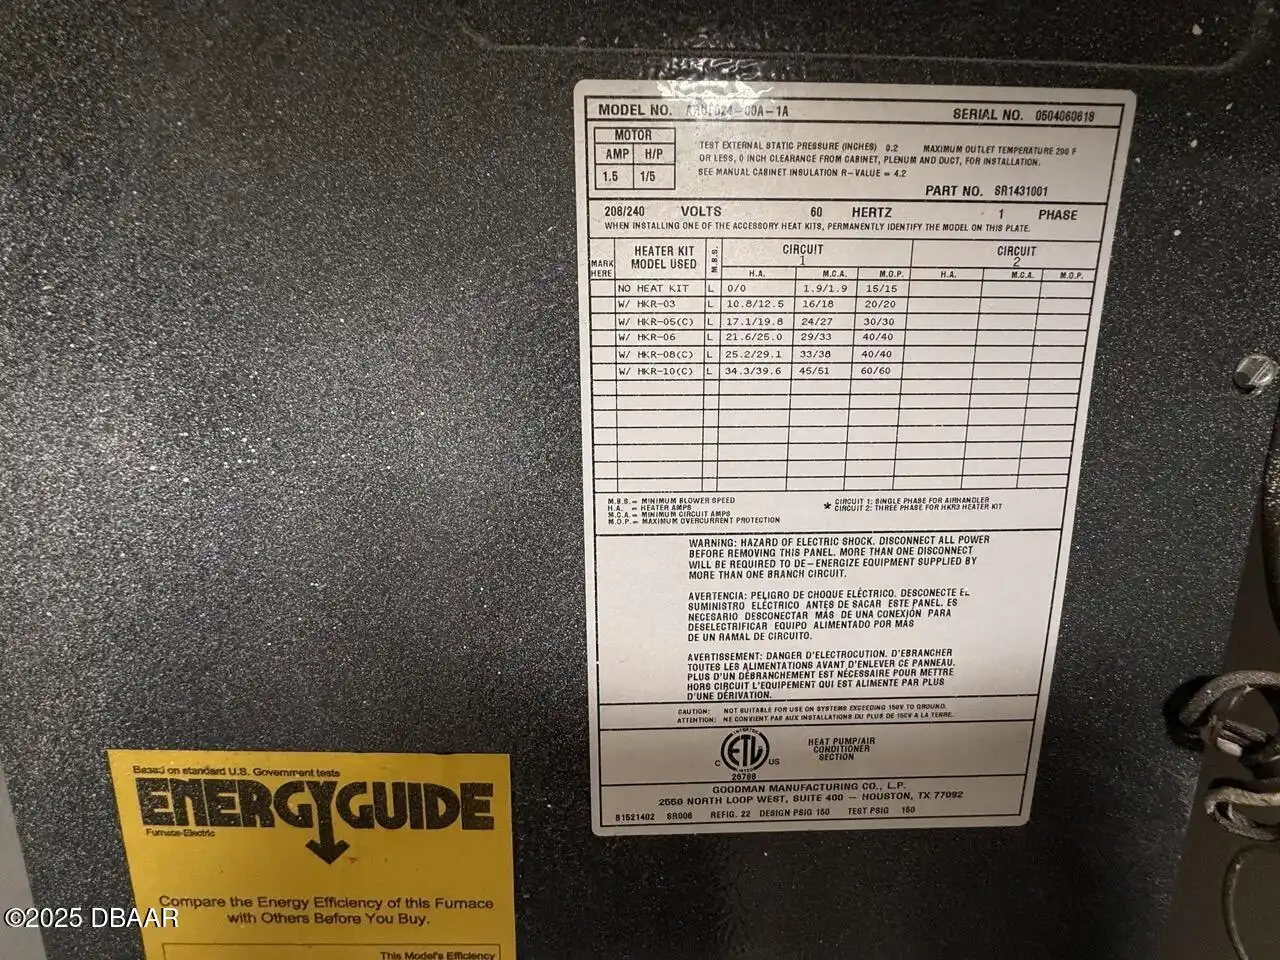 MODEL NO. -00A-1A SERIAL NO. 0504060618
MOTOR
AMP H/P
1.5 1/5
TEST EXTERNAL STATIC PRESSURE (INCHES) 0.2 MAXIMUM OUTLET TEMPERATURE 200 F
OR LESS, 0 INCH CLEARANCE FROM CABINET, PLENUM AND DUCT, FOR INSTALLATION.
SEE MANUAL CABINET INSULATION R-VALUE = 4.2
PART NO. SR1431001
208/240 VOLTS 60 HERTZ 1 PHASE
WHEN INSTALLING ONE OF THE ACCESSORY HEAT KITS, PERMANENTLY IDENTIFY THE MODEL ON THIS PLATE.
MARK HERE HEATER KIT MODEL USED M.B.S. CIRCUIT 1 CIRCUIT 2
H.A. M.C.A. M.O.P. H.A. M.C.A. M.O.P.
NO HEAT KIT L 0/0 1.9/1.9 15/15
W/ HKR-03 L 10.8/12.5 16/18 20/20
W/ HKR-05(C) L 17.1/19.8 24/27 30/30
W/ HKR-06 L 21.6/25.0 29/33 40/40
W/ HKR-08(C) L 25.2/29.1 33/38 40/40
W/ HKR-10(C) L 34.3/39.6 45/51 60/60
M.B.S.= MINIMUM BLOWER SPEED
H.A. = HEATER AMPS
M.C.A.= MINIMUM CIRCUIT AMPS
M.O.P.= MAXIMUM OVERCURRENT PROTECTION
* CIRCUIT 1: SINGLE PHASE FOR AIRHANDLER
CIRCUIT 2: THREE PHASE FOR HKR3 HEATER KIT
WARNING: HAZARD OF ELECTRIC SHOCK. DISCONNECT ALL POWER
BEFORE REMOVING THIS PANEL. MORE THAN ONE DISCONNECT
WILL BE REQUIRED TO DE-ENERGIZE EQUIPMENT SUPPLIED BY
MORE THAN ONE BRANCH CIRCUIT.
AVERTENCIA: PELIGRO DE CHOQUE ELÉCTRICO. DESCONECTE EL
SUMINISTRO ELÉCTRICO ANTES DE SACAR ESTE PANEL. ES
NECESARIO DESCONECTAR MÁS DE UNA CONEXIÓN PARA
DESELECTRIFICAR EQUIPO ALIMENTADO POR MÁS
DE UN RAMAL DE CIRCUITO.
AVERTISSEMENT: DANGER D'ELECTROCUTION. D'EBRANCHER
TOUTES LES ALIMENTATIONS AVANT D'ENLEVER CE PANNEAU.
PLUS D'UN DÉBRANCHEMENT EST NÉCESSAIRE POUR METTRE
HORS CIRCUIT L'EQUIPEMENT QUI EST ALIMENTE PAR PLUS
D'UNE DÉRIVATION.
CAUTION: NOT SUITABLE FOR USE ON SYSTEMS EXCEEDING 150V TO GROUND.
ATTENTION: NE CONVIENT PAS AUX INSTALLATIONS DU PLUS DE 150V A LA TERRE.
INTERTEK
C ETL US
LISTED
26788
HEAT PUMP/AIR
CONDITIONER
SECTION
GOODMAN MANUFACTURING CO., L.P.
2550 NORTH LOOP WEST, SUITE 400 - HOUSTON, TX 77092
B1521402 SR006 REFIG. 22 DESIGN PSIG 150 TEST PSIG 150
Based on standard U.S. Government tests
ENERGYGUIDE
Furnace-Electric
Compare the Energy Efficiency of this Furnace
with Others Before You Buy.
This Model's Efficiency
©2025 DBAAR